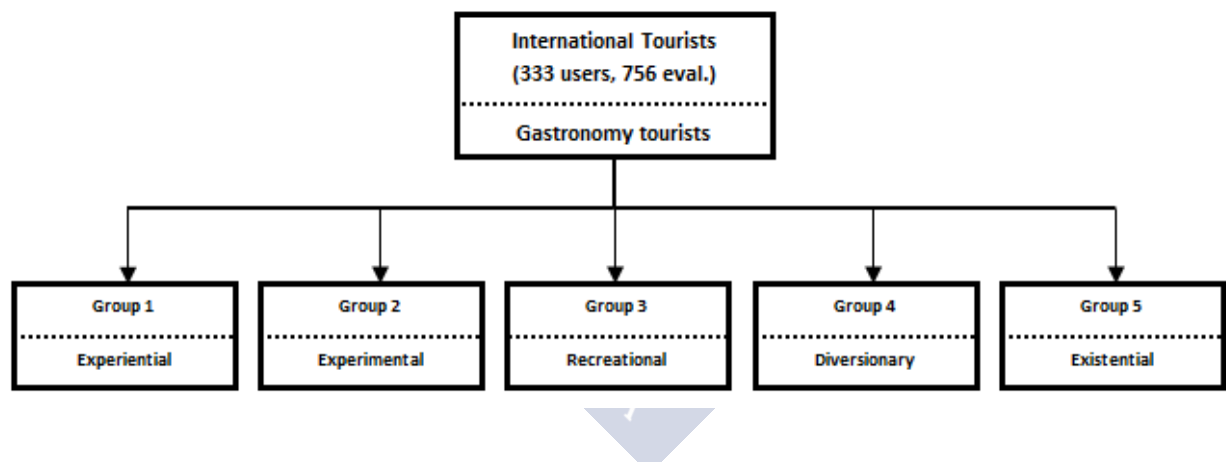 International Tourists
(333 users, 756 eval.)
Gastronomy tourists
Group 1
Experiential
Group 2
Experimental
Group 3
Recreational
Group 4
Diversionary
Group 5
Existential